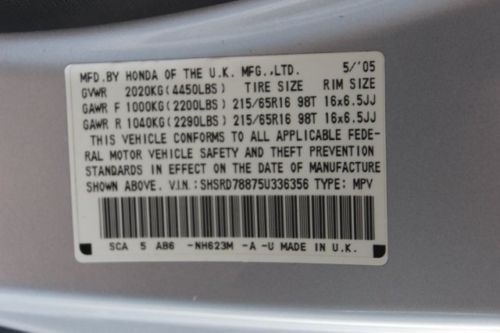 MFD.BY HONDA OF THE U.K. MFG.,LTD. 5/'05
GVWR 2020KG(4450LBS) TIRE SIZE RIM SIZE
GAWR F 1000KG(2200LBS) 215/65R16 98T 16x6.5JJ
GAWR R 1040KG(2290LBS) 215/65R16 98T 16x6.5JJ
THIS VEHICLE CONFORMS TO ALL APPLICABLE FEDE-
RAL MOTOR VEHICLE SAFETY AND THEFT PREVENTION
STANDARDS IN EFFECT ON THE DATE OF MANUFACTURE
SHOWN ABOVE. V.I.N.:SHSRD78875U336356 TYPE: MPV
SCA 5 AB6 -NH623M -A -U MADE IN U.K.